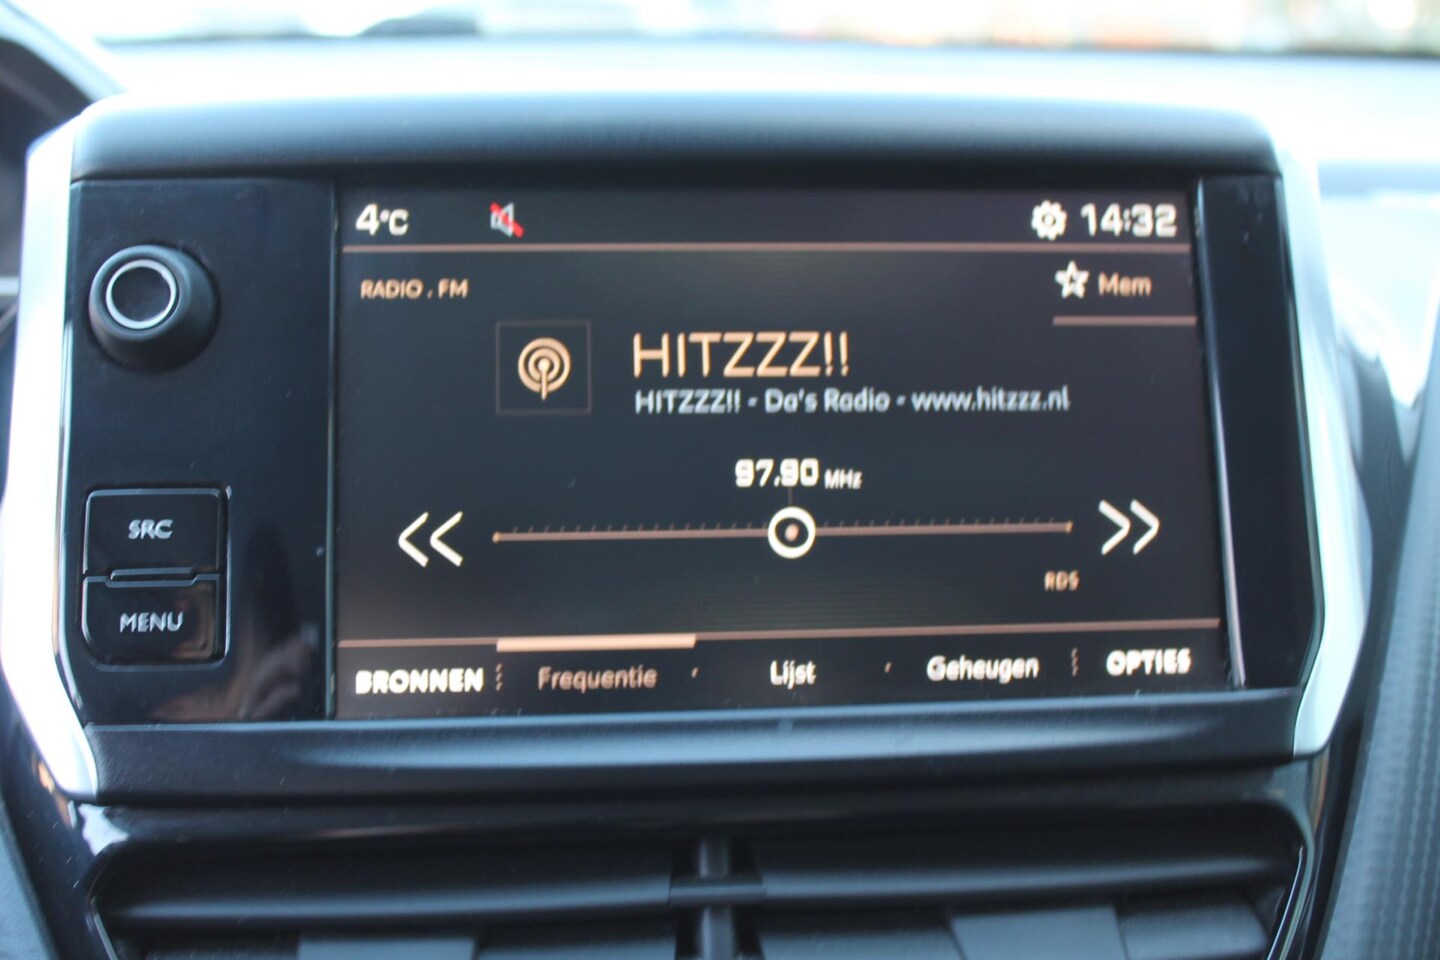 4°C 14:32
RADIO . FM Mem
HITZZZ!!
HITZZZ!! - Da's Radio - www.hitzzz.nl
97.90 MHz
SRC
RDS
MENU
BRONNEN Frequentie Lijst Geheugen OPTIES